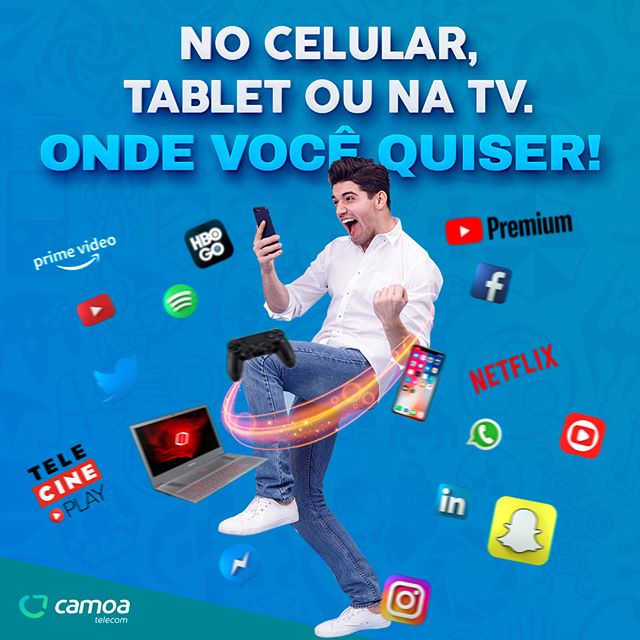 NO CELULAR,
TABLET OU NA TV.
ONDE VOCÊ QUISER!
prime video
HBO
GO
Premium
NETFLIX
TELE
CINE
PLAY
in
camoa
telecom